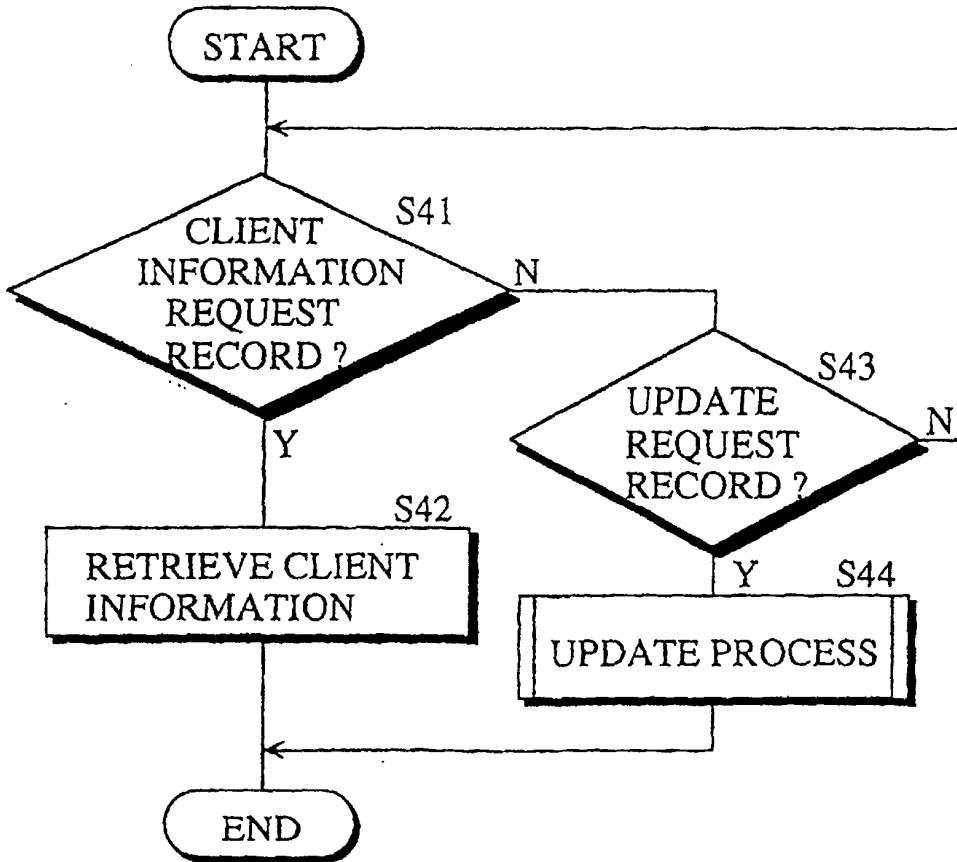 START
S41
CLIENT
INFORMATION
REQUEST
RECORD ?
N
Y
S43
UPDATE
REQUEST
RECORD ?
N
Y
S42
RETRIEVE CLIENT
INFORMATION
S44
UPDATE PROCESS
END